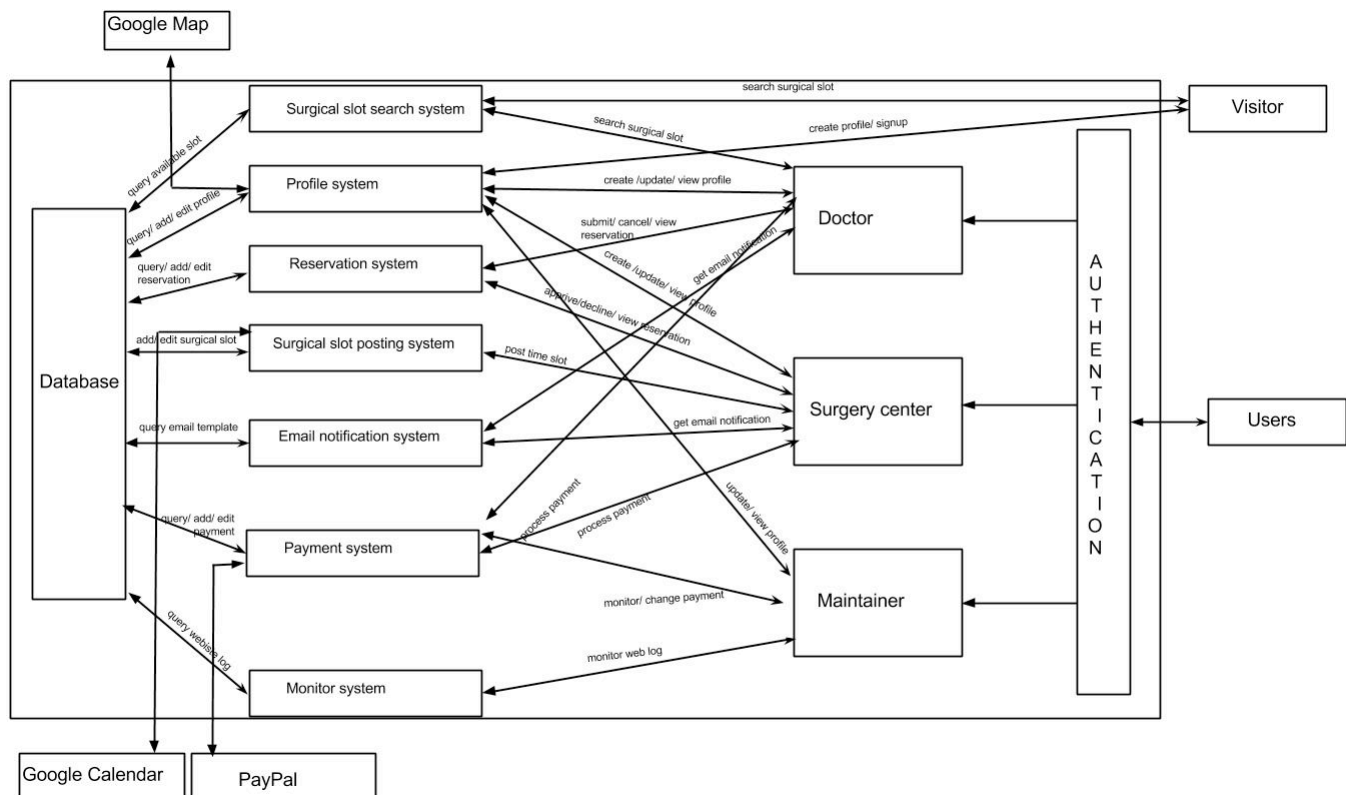 Google Map
search surgical slot
Surgical slot search system
Visitor
create profile/ signup
search surgical slot
query available slot
Profile system
create /update/ view profile
Doctor
query/ add/ edit profile
submit/ cancel/ view
reservation
get email notification
Reservation system
query/ add/ edit
reservation
create /update/ view profile
apprive/decline/ view reservation
add/ edit surgical slot
Surgical slot posting system
post time slot
Database
Surgery center
AUTHENTICATION
Users
query email template
Email notification system
get email notification
query/ add/ edit
payment
Payment system
process payment
process payment
update/ view profile
monitor/ change payment
Maintainer
query webiste log
monitor web log
Monitor system
Google Calendar
PayPal